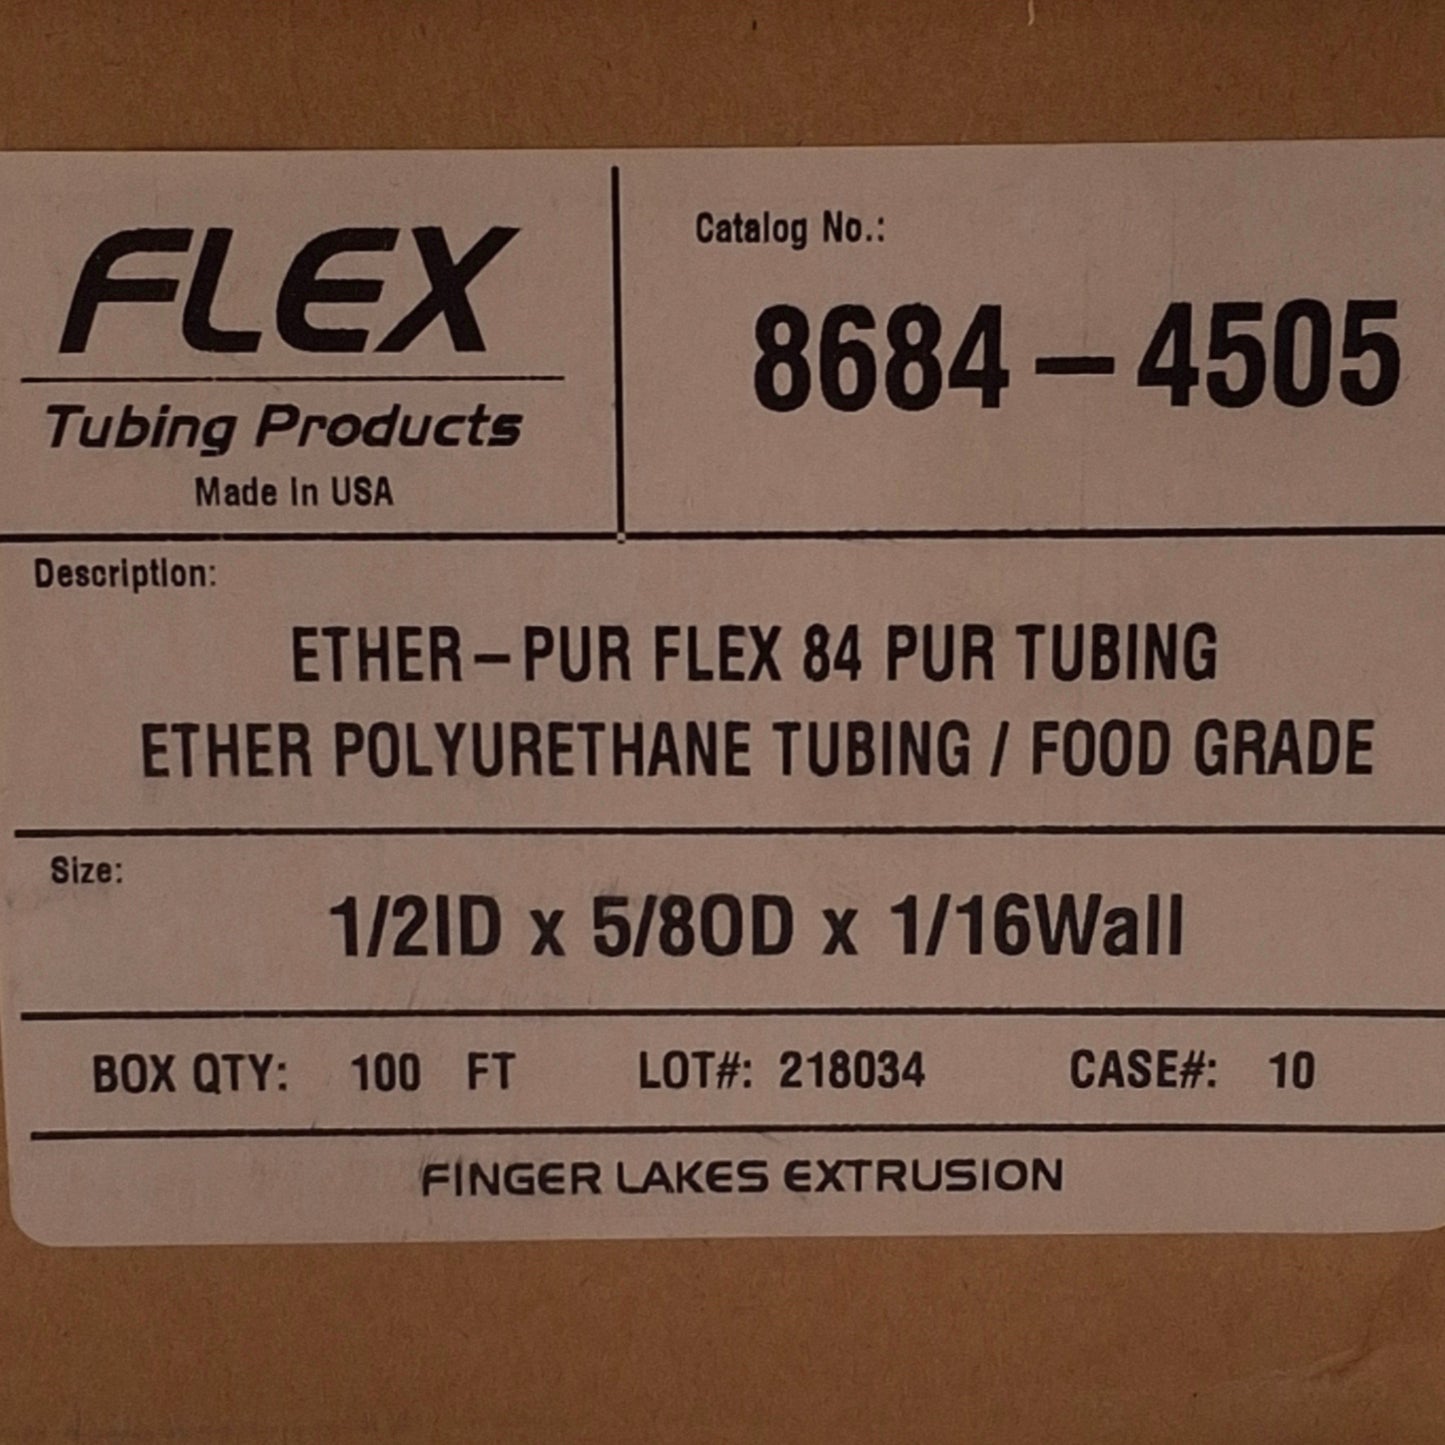 FLEX
Tubing Products
Made In USA
Catalog No.:
8684-4505
Description:
ETHER-PUR FLEX 84 PUR TUBING
ETHER POLYURETHANE TUBING / FOOD GRADE
Size:
1/2ID x 5/8OD x 1/16Wall
BOX QTY: 100 FT LOT#: 218034 CASE#: 10
FINGER LAKES EXTRUSION